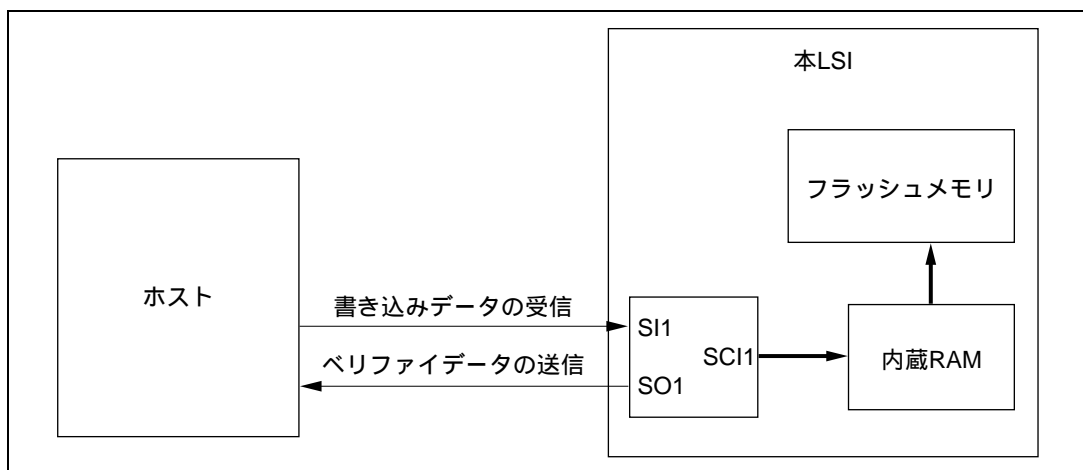 本LSI
フラッシュメモリ
ホスト
書き込みデータの受信
SI1
SCI1
内蔵RAM
ベリファイデータの送信
SO1